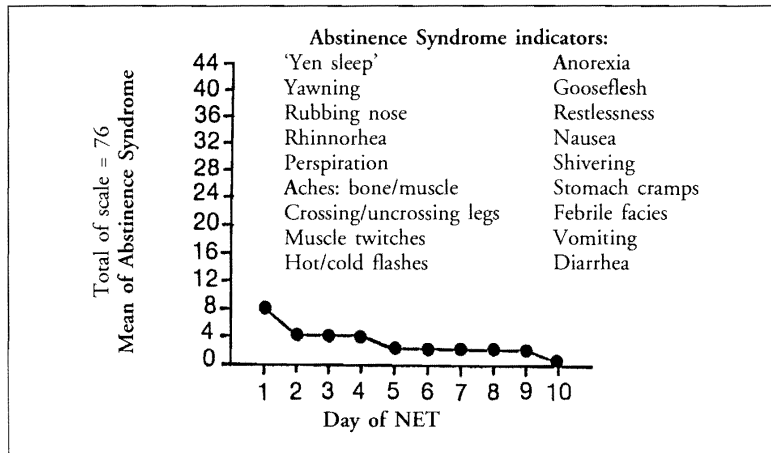 Abstinence Syndrome indicators:
'Yen sleep' Anorexia
Yawning Gooseflesh
Rubbing nose Restlessness
Rhinnorhea Nausea
Perspiration Shivering
Aches: bone/muscle Stomach cramps
Crossing/uncrossing legs Febrile facies
Muscle twitches Vomiting
Hot/cold flashes Diarrhea
Total of scale = 76
Mean of Abstinence Syndrome
44
40
36
32
28
24
20
16
12
8
4
0
1 2 3 4 5 6 7 8 9 10
Day of NET